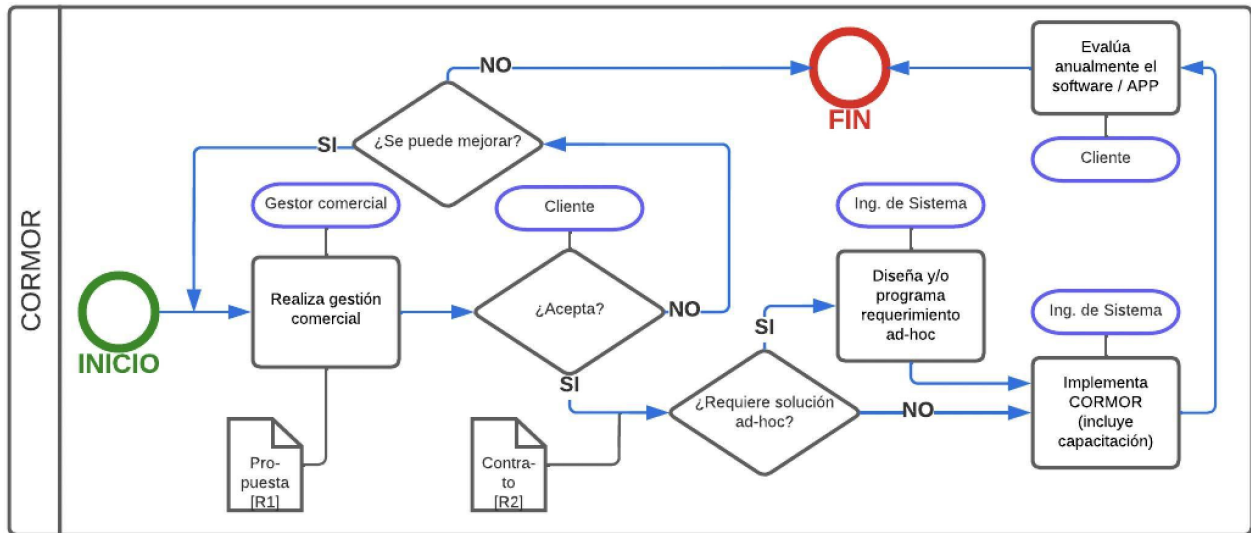 CORMOR
INICIO
Gestor comercial
Realiza gestión
comercial
Pro-
puesta
[R1]
SI
¿Se puede mejorar?
NO
Cliente
¿Acepta?
NO
SI
Contra-
to
[R2]
¿Requiere solución
ad-hoc?
SI
NO
Ing. de Sistema
Diseña y/o
programa
requerimiento
ad-hoc
Ing. de Sistema
Implementa
CORMOR
(incluye
capacitación)
Evalúa
anualmente el
software / APP
Cliente
FIN